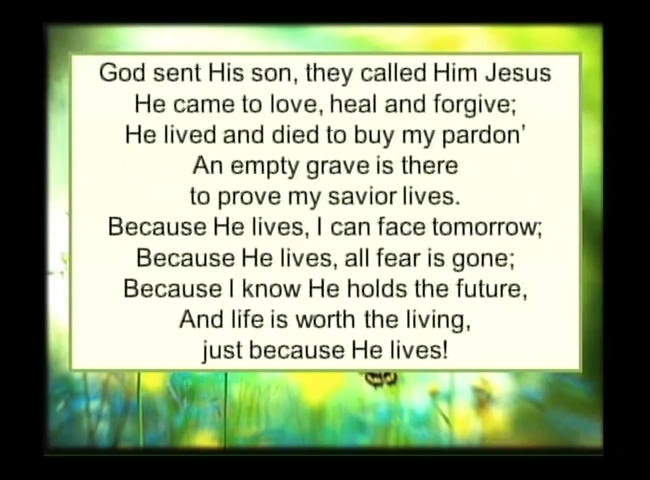 God sent His son, they called Him Jesus
He came to love, heal and forgive;
He lived and died to buy my pardon’
An empty grave is there
to prove my savior lives.
Because He lives, I can face tomorrow;
Because He lives, all fear is gone;
Because I know He holds the future,
And life is worth the living,
just because He lives!